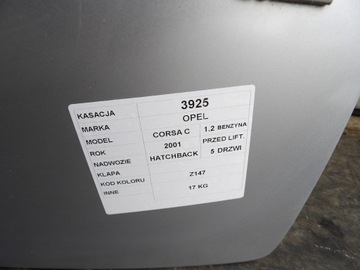 KASACJA 3925
MARKA OPEL
MODEL CORSA C 1.2 BENZYNA
ROK 2001 PRZED LIFT.
NADWOZIE HATCHBACK 5 DRZWI
KLAPA
KOD KOLORU Z147
INNE 17 KG